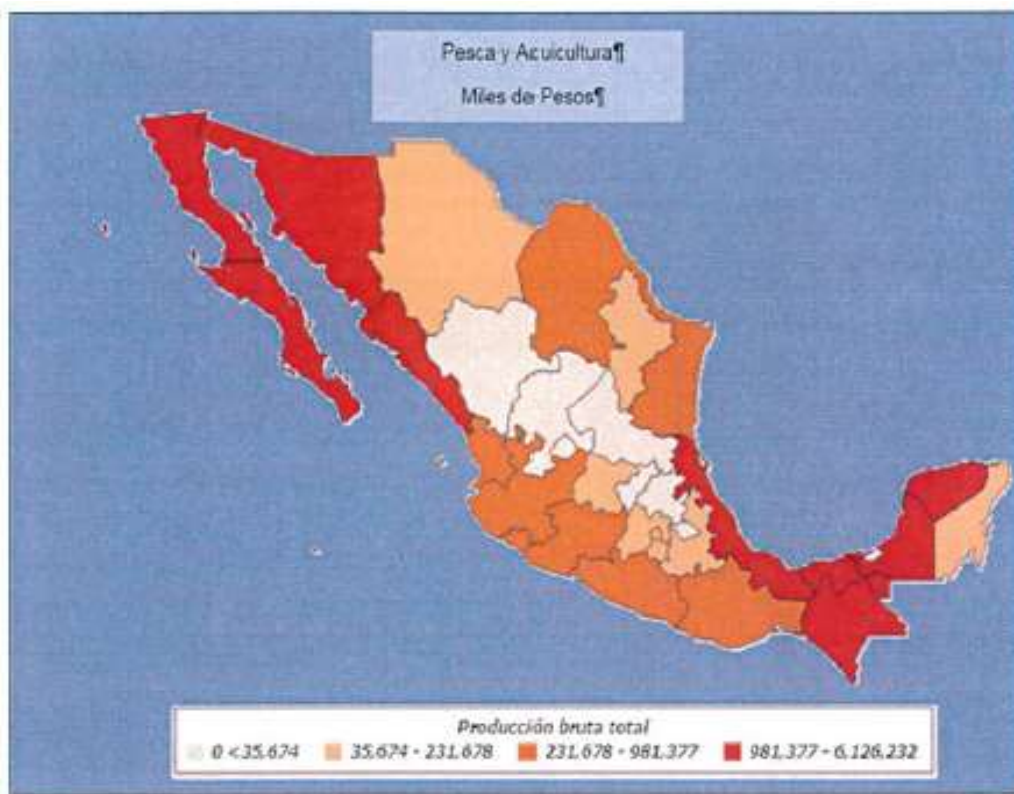 Pesca y Acuicultura¶
Miles de Pesos¶
Producción bruta total
0 < 35,674 35,674 - 231,678 231,678 - 981,377 981,377 - 6,126,232